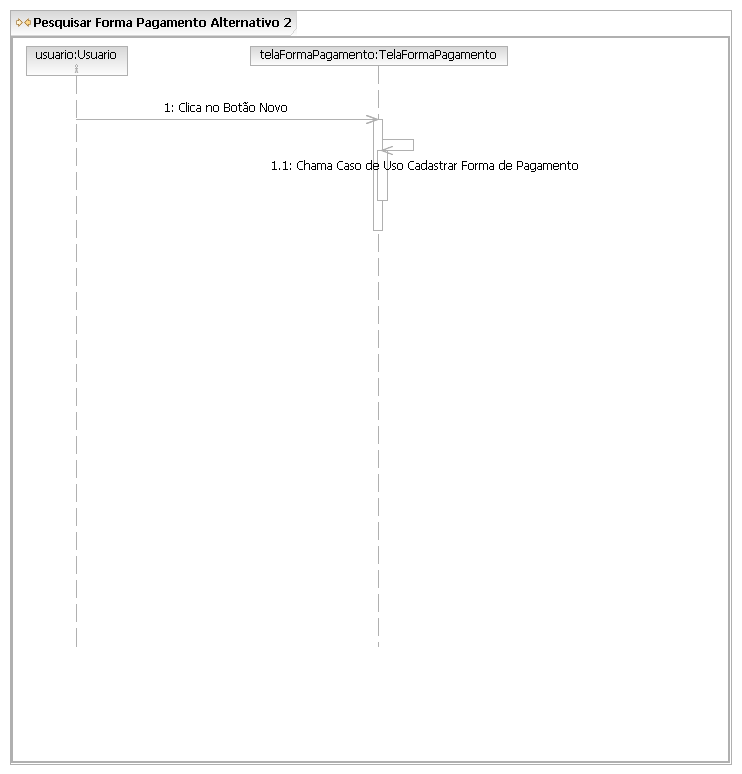 Pesquisar Forma Pagamento Alternativo 2
usuario:Usuario
telaFormaPagamento:TelaFormaPagamento
1: Clica no Botão Novo
1.1: Chama Caso de Uso Cadastrar Forma de Pagamento